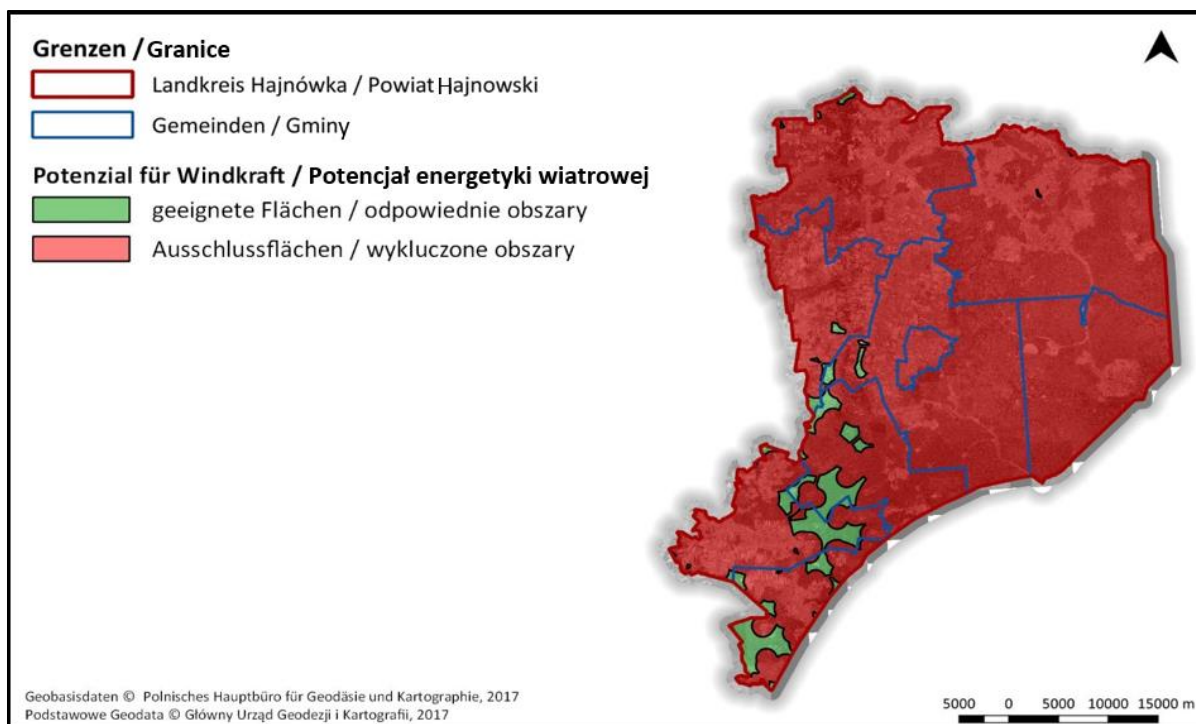 Grenzen / Granice
Landkreis Hajnówka / Powiat Hajnowski
Gemeinden / Gminy
Potenzial für Windkraft / Potencjał energetyki wiatrowej
geeignete Flächen / odpowiednie obszary
Ausschlussflächen / wykluczone obszary
Geobasisdaten © Polnisches Hauptbüro für Geodäsie und Kartographie, 2017
Podstawowe Geodata © Główny Urząd Geodezji i Kartografii, 2017
5000 0 5000 10000 15000 m